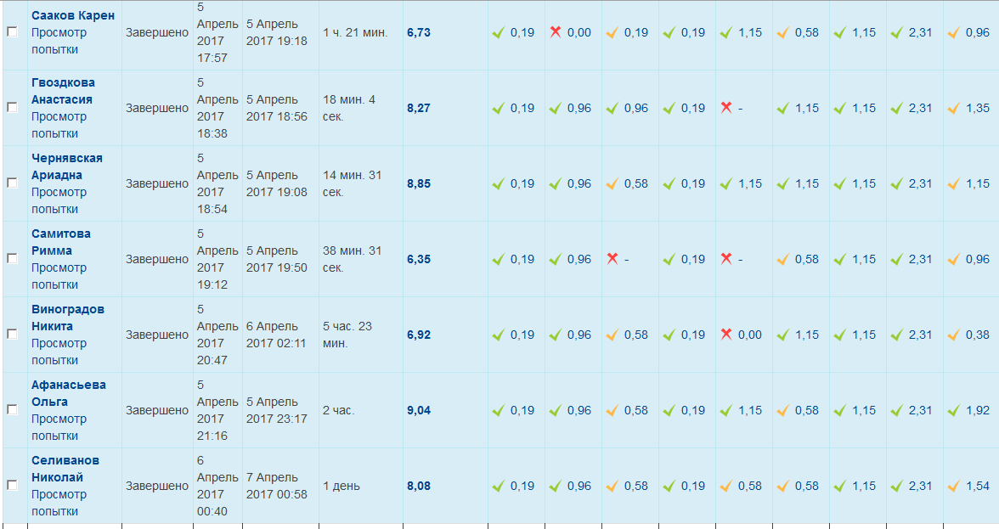 Сааков Карен
Просмотр
попытки
Завершено
5
Апрель
2017
17:57
5 Апрель
2017 19:18
1 ч. 21 мин.
6,73
0,19
0,00
0,19
0,19
1,15
0,58
1,15
2,31
0,96
Гвоздкова
Анастасия
Просмотр
попытки
Завершено
5
Апрель
2017
18:38
5 Апрель
2017 18:56
18 мин. 4
сек.
8,27
0,19
0,96
0,96
0,19
-
1,15
1,15
2,31
1,35
Чернявская
Ариадна
Просмотр
попытки
Завершено
5
Апрель
2017
18:54
5 Апрель
2017 19:08
14 мин. 31
сек.
8,85
0,19
0,96
0,58
0,19
1,15
1,15
1,15
2,31
1,15
Самитова
Римма
Просмотр
попытки
Завершено
5
Апрель
2017
19:12
5 Апрель
2017 19:50
38 мин. 31
сек.
6,35
0,19
0,96
-
0,19
-
0,58
1,15
2,31
0,96
Виноградов
Никита
Просмотр
попытки
Завершено
5
Апрель
2017
20:47
6 Апрель
2017 02:11
5 час. 23
мин.
6,92
0,19
0,96
0,58
0,19
0,00
1,15
1,15
2,31
0,38
Афанасьева
Ольга
Просмотр
попытки
Завершено
5
Апрель
2017
21:16
5 Апрель
2017 23:17
2 час.
9,04
0,19
0,96
0,58
0,19
1,15
0,58
1,15
2,31
1,92
Селиванов
Николай
Просмотр
попытки
Завершено
6
Апрель
2017
00:40
7 Апрель
2017 00:58
1 день
8,08
0,19
0,96
0,58
0,19
0,58
0,58
1,15
2,31
1,54